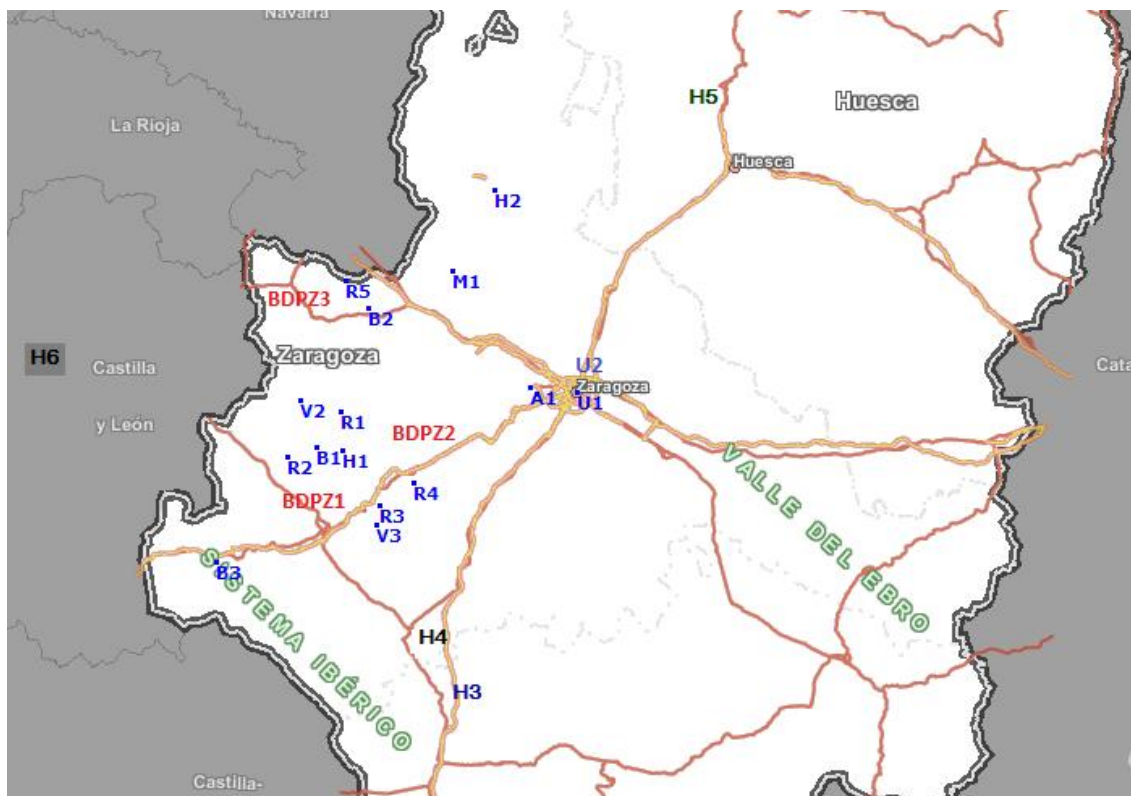 Navarra
H5
Huesca
La Rioja
Huesca
H2
M1
R5
BDPZ3
B2
Zaragoza
H6
Castilla
y León
U2
Zaragoza
A1
U1
Cata
V2
R1
BDPZ2
B1
H1
R2
BDPZ1
R4
R3
V3
VALLE DEL EBRO
B3
SISTEMA IBÉRICO
H4
H3
Castilla-